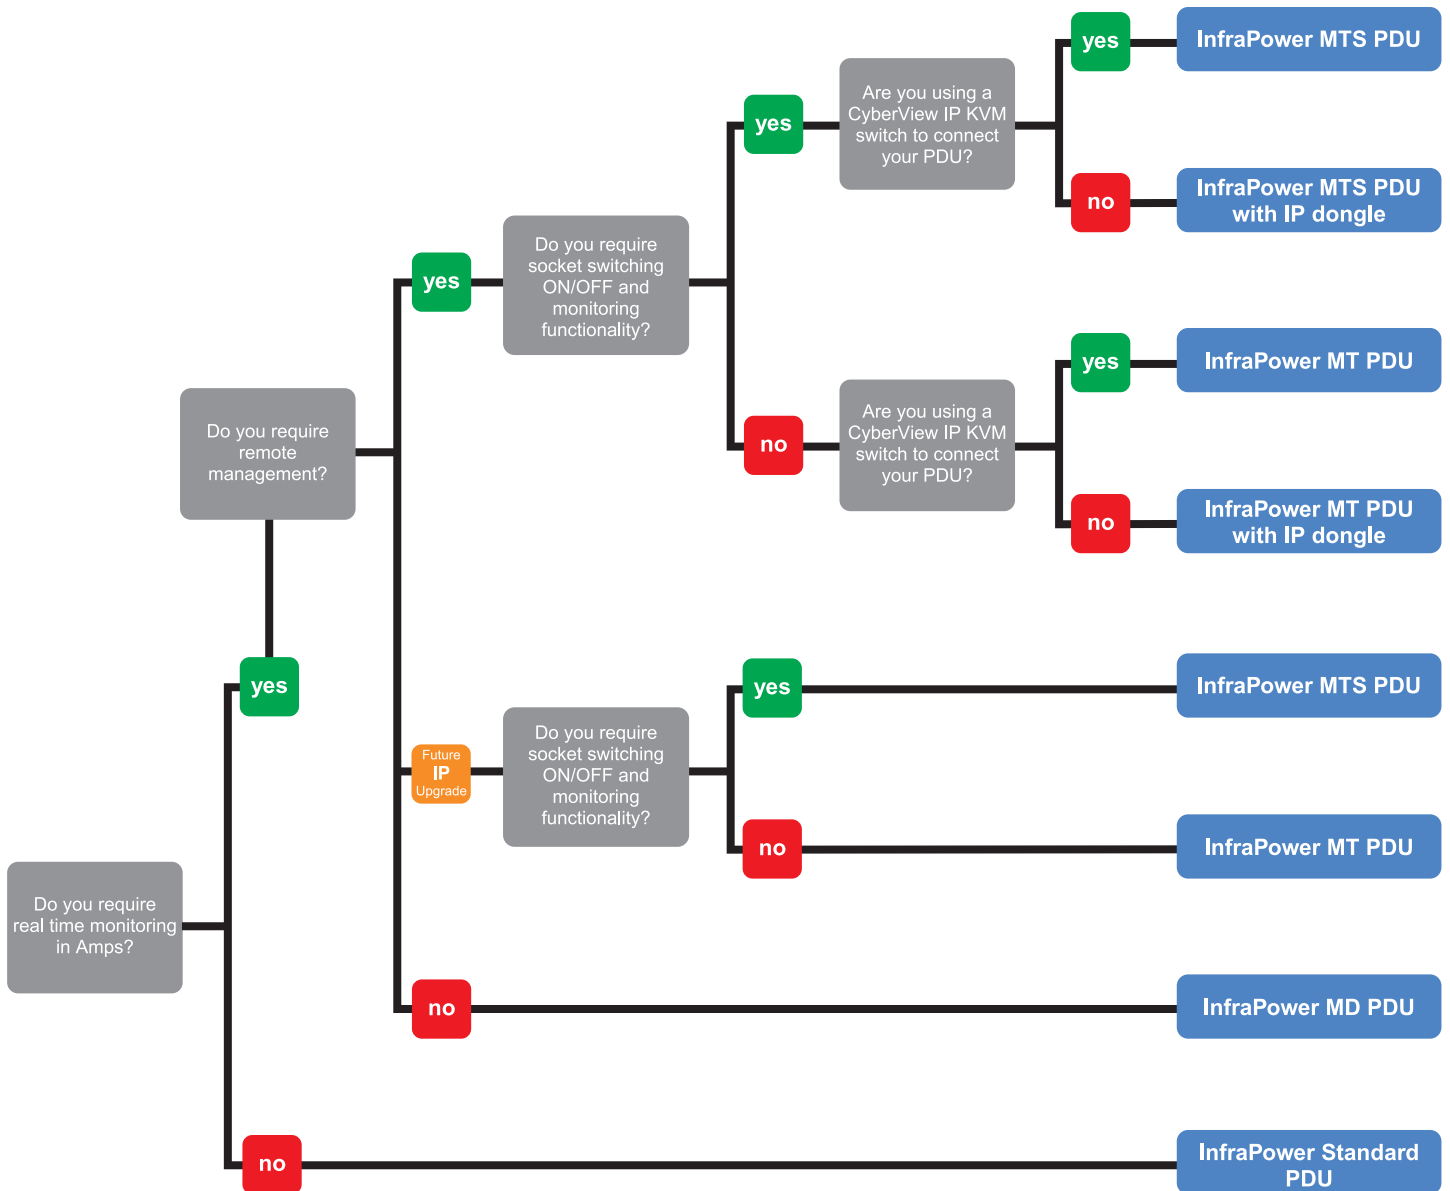 yes
InfraPower MTS PDU
Are you using a
CyberView IP KVM
switch to connect
your PDU?
yes
no
InfraPower MTS PDU
with IP dongle
Do you require
socket switching
ON/OFF and
monitoring
functionality?
yes
yes
InfraPower MT PDU
Are you using a
CyberView IP KVM
switch to connect
your PDU?
no
Do you require
remote
management?
no
InfraPower MT PDU
with IP dongle
yes
yes
InfraPower MTS PDU
Future
IP
Upgrade
Do you require
socket switching
ON/OFF and
monitoring
functionality?
no
InfraPower MT PDU
Do you require
real time monitoring
in Amps?
no
InfraPower MD PDU
no
InfraPower Standard
PDU